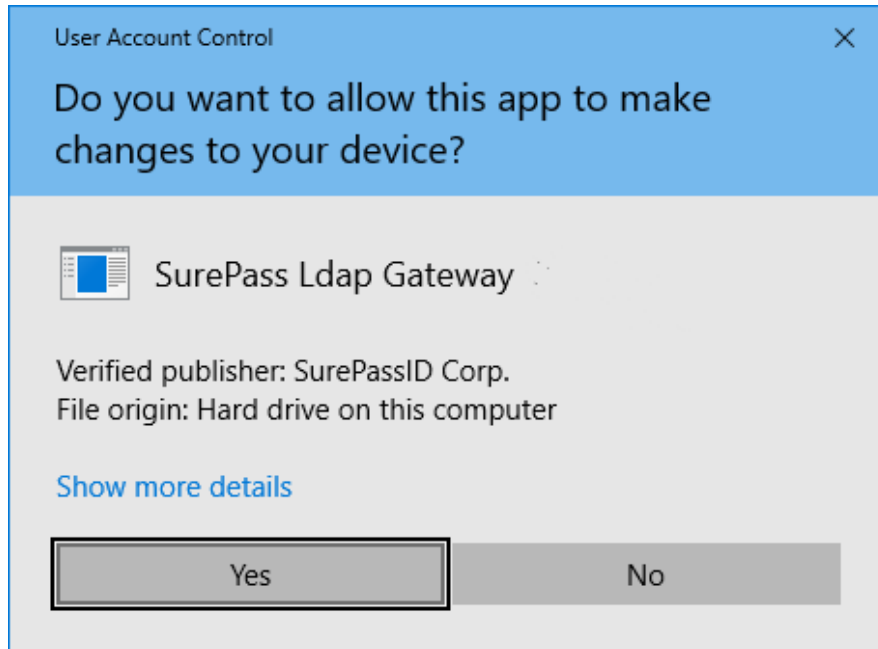 User Account Control
Do you want to allow this app to make
changes to your device?
SurePass Ldap Gateway
Verified publisher: SurePassID Corp.
File origin: Hard drive on this computer
Show more details
Yes
No